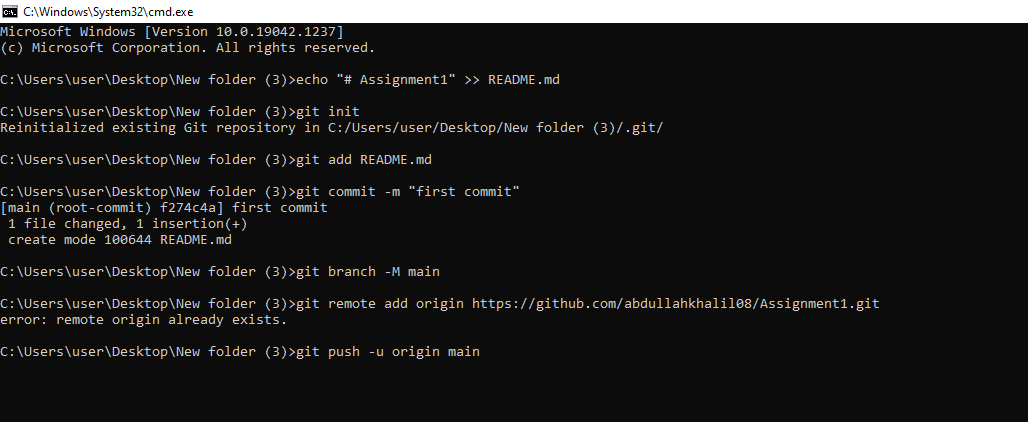 C:\Windows\System32\cmd.exe
Microsoft Windows [Version 10.0.19042.1237]
(c) Microsoft Corporation. All rights reserved.
C:\Users\user\Desktop\New folder (3)>echo "# Assignment1" >> README.md
C:\Users\user\Desktop\New folder (3)>git init
Reinitialized existing Git repository in C:/Users/user/Desktop/New folder (3)/.git/
C:\Users\user\Desktop\New folder (3)>git add README.md
C:\Users\user\Desktop\New folder (3)>git commit -m "first commit"
[main (root-commit) f274c4a] first commit
 1 file changed, 1 insertion(+)
 create mode 100644 README.md
C:\Users\user\Desktop\New folder (3)>git branch -M main
C:\Users\user\Desktop\New folder (3)>git remote add origin https://github.com/abdullahkhalil08/Assignment1.git
error: remote origin already exists.
C:\Users\user\Desktop\New folder (3)>git push -u origin main